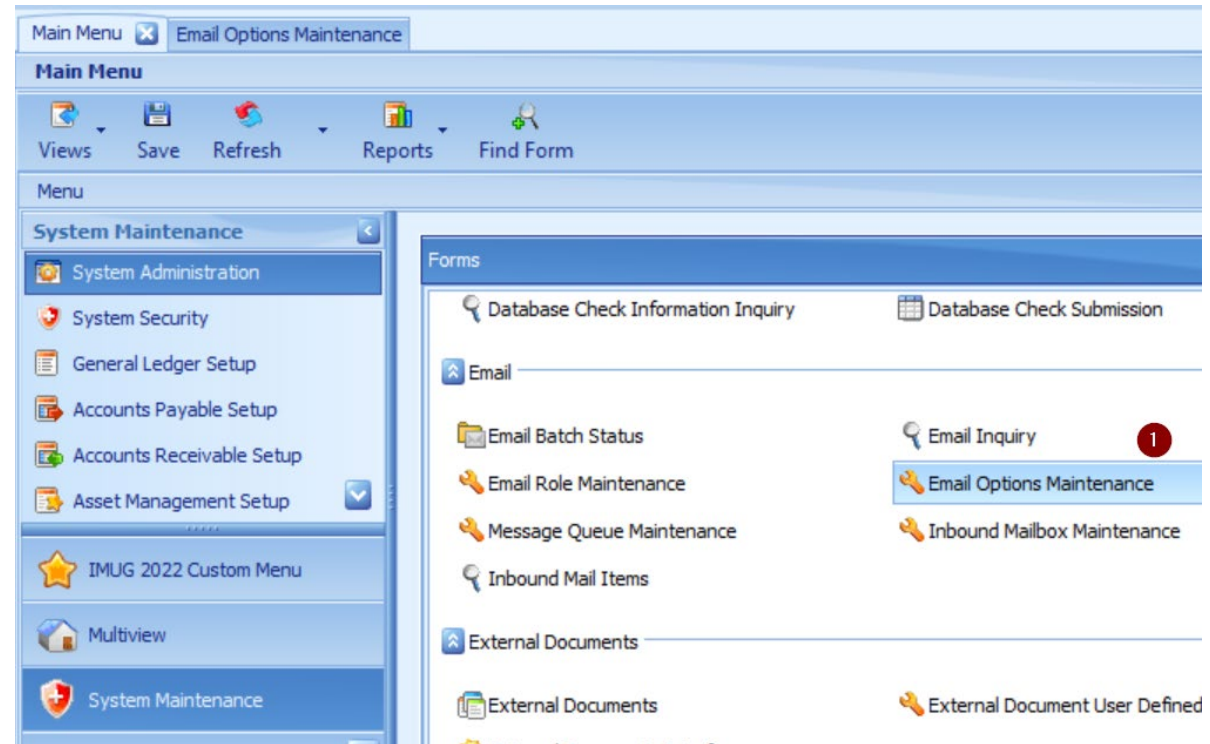 Main Menu Email Options Maintenance
Main Menu
Views Save Refresh Reports Find Form
Menu
System Maintenance
System Administration
System Security
General Ledger Setup
Accounts Payable Setup
Accounts Receivable Setup
Asset Management Setup
IMUG 2022 Custom Menu
Multiview
System Maintenance
Forms
Database Check Information Inquiry Database Check Submission
Email
Email Batch Status Email Inquiry 1
Email Role Maintenance Email Options Maintenance
Message Queue Maintenance Inbound Mailbox Maintenance
Inbound Mail Items
External Documents
External Documents External Document User Defined